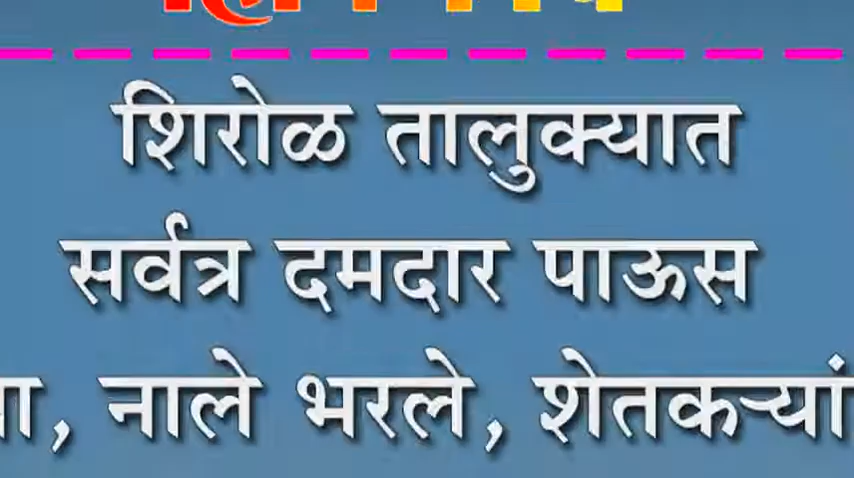 शिरोळ तालुक्यात
सर्वत्र दमदार पाऊस
नाले भरले, शेतकऱ्यां